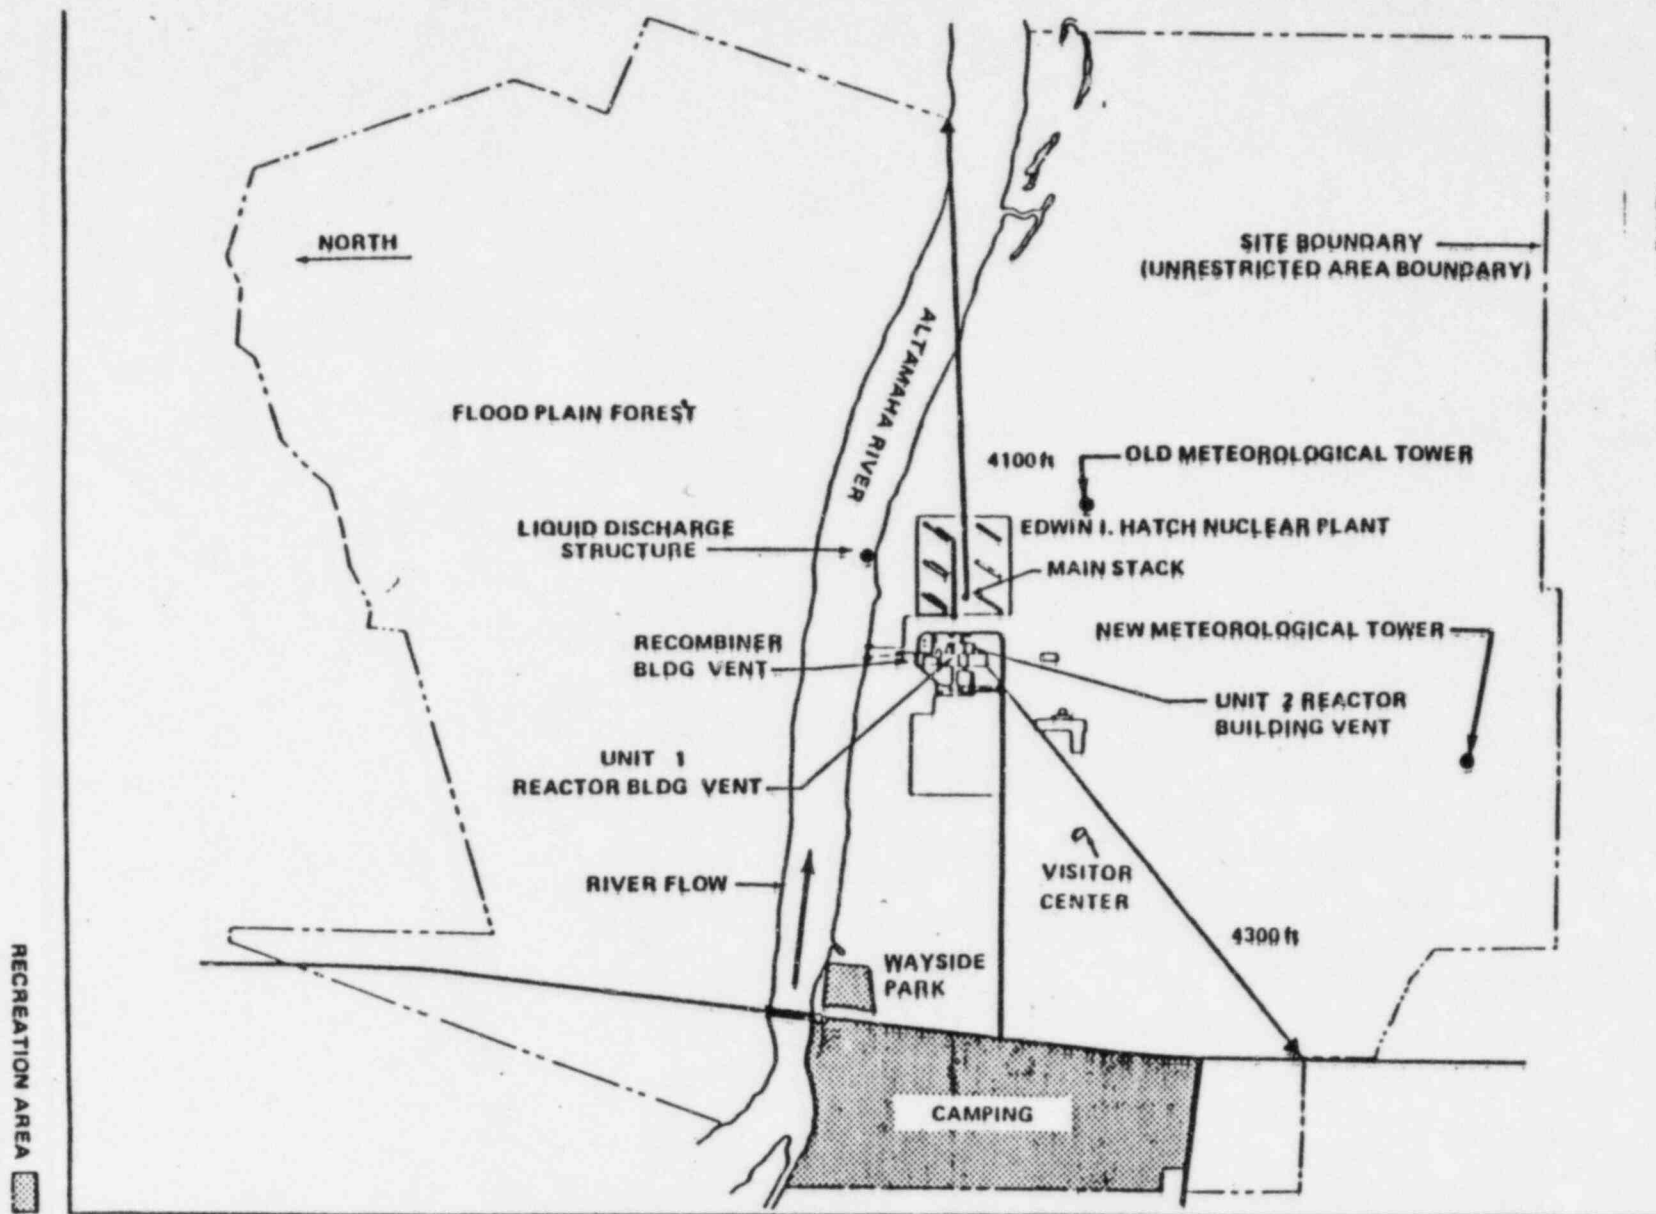 NORTH
SITE BOUNDARY
(UNRESTRICTED AREA BOUNDARY)
ALTAMAHA RIVER
FLOOD PLAIN FOREST
4100 ft
OLD METEOROLOGICAL TOWER
LIQUID DISCHARGE
STRUCTURE
EDWIN I. HATCH NUCLEAR PLANT
MAIN STACK
RECOMBINER
BLDG VENT
NEW METEOROLOGICAL TOWER
UNIT 2 REACTOR
BUILDING VENT
UNIT 1
REACTOR BLDG VENT
RIVER FLOW
VISITOR
CENTER
4300 ft
WAYSIDE
PARK
CAMPING
RECREATION AREA